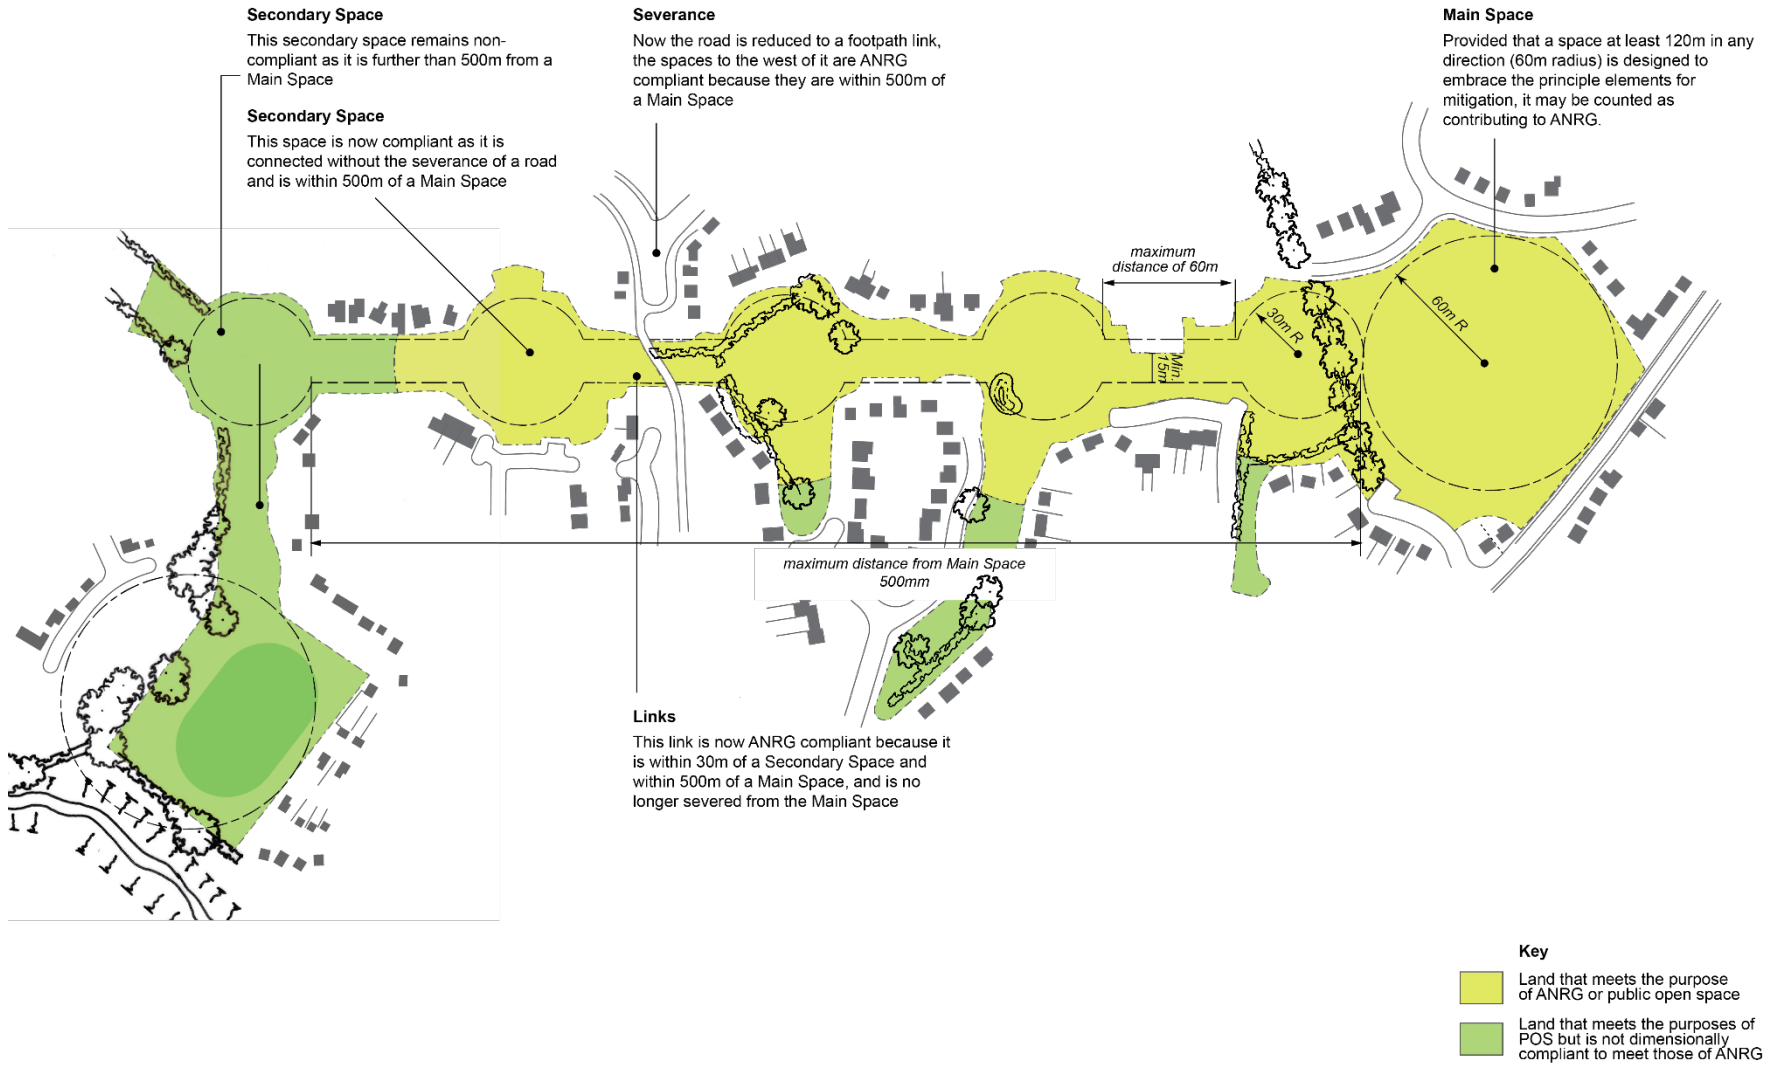 Secondary Space
This secondary space remains non-
compliant as it is further than 500m from a
Main Space
Secondary Space
This space is now compliant as it is
connected without the severance of a road
and is within 500m of a Main Space
Severance
Now the road is reduced to a footpath link,
the spaces to the west of it are ANRG
compliant because they are within 500m of
a Main Space
Main Space
Provided that a space at least 120m in any
direction (60m radius) is designed to
embrace the principle elements for
mitigation, it may be counted as
contributing to ANRG.
maximum
distance of 60m
60m R
30m R
Min.
15m
maximum distance from Main Space
500mm
Links
This link is now ANRG compliant because it
is within 30m of a Secondary Space and
within 500m of a Main Space, and is no
longer severed from the Main Space
Key
Land that meets the purpose
of ANRG or public open space
Land that meets the purposes of
POS but is not dimensionally
compliant to meet those of ANRG